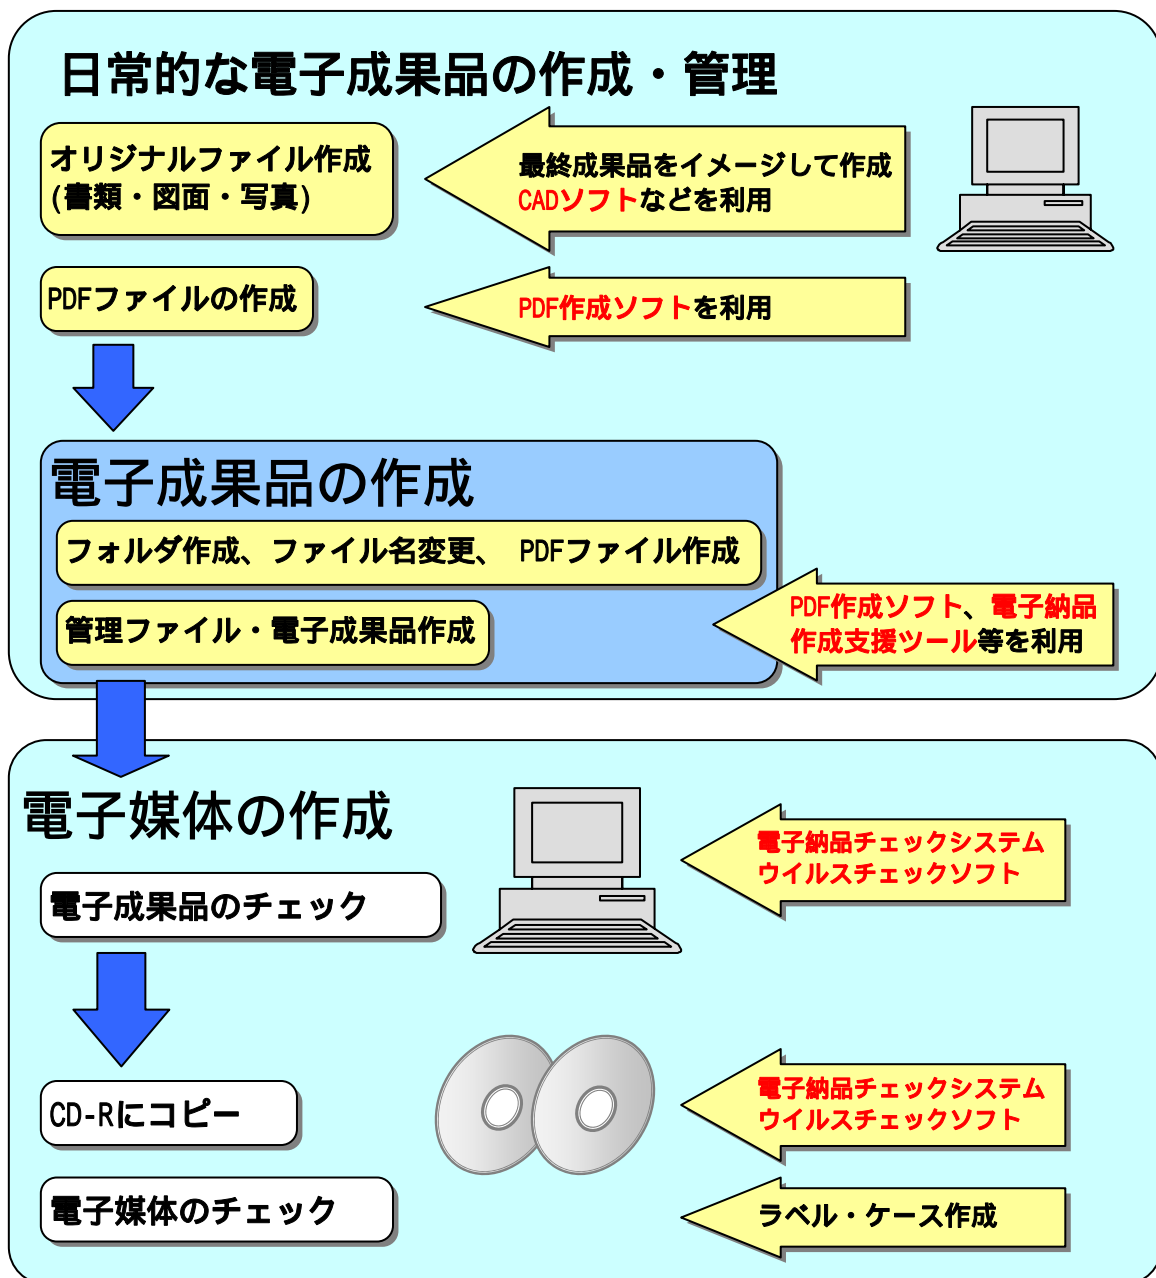 日常的な電子成果品の作成・管理
オリジナルファイル作成
(書類・図面・写真)
最終成果品をイメージして作成
CADソフトなどを利用
PDFファイルの作成
PDF作成ソフトを利用
電子成果品の作成
フォルダ作成、ファイル名変更、 PDFファイル作成
管理ファイル・電子成果品作成
PDF作成ソフト、電子納品
作成支援ツール等を利用
電子媒体の作成
電子納品チェックシステム
ウイルスチェックソフト
電子成果品のチェック
CD-Rにコピー
電子納品チェックシステム
ウイルスチェックソフト
電子媒体のチェック
ラベル・ケース作成